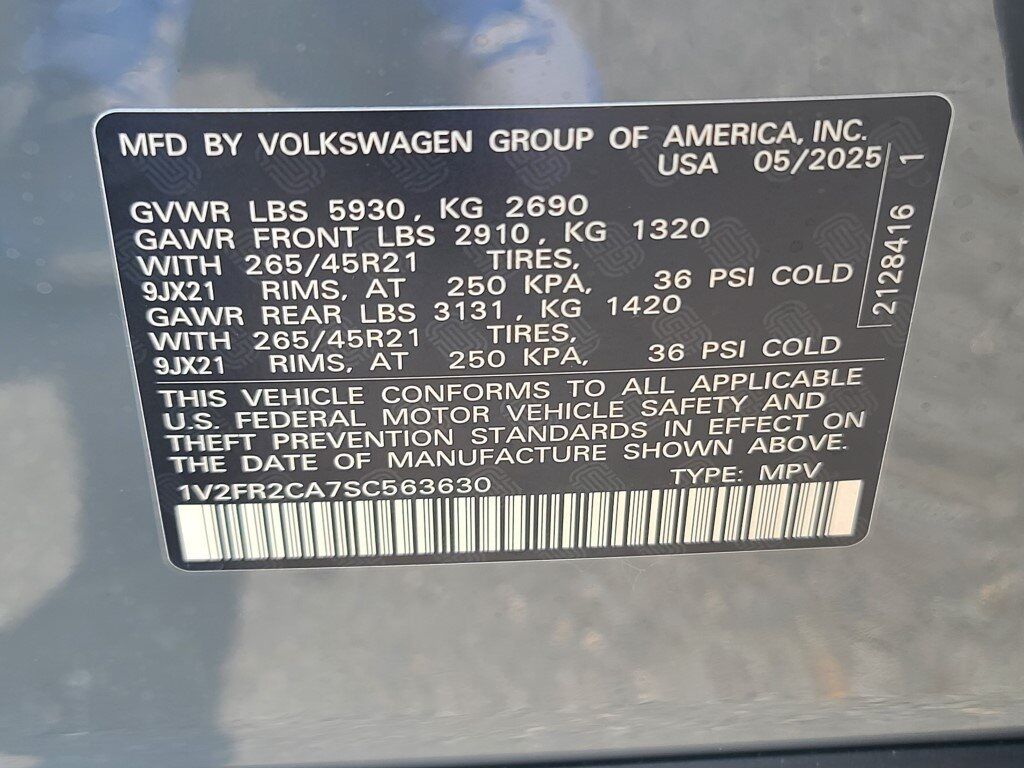 MFD BY VOLKSWAGEN GROUP OF AMERICA, INC.
USA 05/2025
GVWR LBS 5930, KG 2690
GAWR FRONT LBS 2910, KG 1320
WITH 265/45R21 TIRES,
9JX21 RIMS, AT 250 KPA, 36 PSI COLD
GAWR REAR LBS 3131, KG 1420
WITH 265/45R21 TIRES,
9JX21 RIMS, AT 250 KPA, 36 PSI COLD
2128416 1
THIS VEHICLE CONFORMS TO ALL APPLICABLE
U.S. FEDERAL MOTOR VEHICLE SAFETY AND
THEFT PREVENTION STANDARDS IN EFFECT ON
THE DATE OF MANUFACTURE SHOWN ABOVE.
1V2FR2CA7SC563630 TYPE: MPV